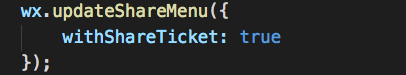 wx.updateShareMenu({
    withShareTicket: true
});